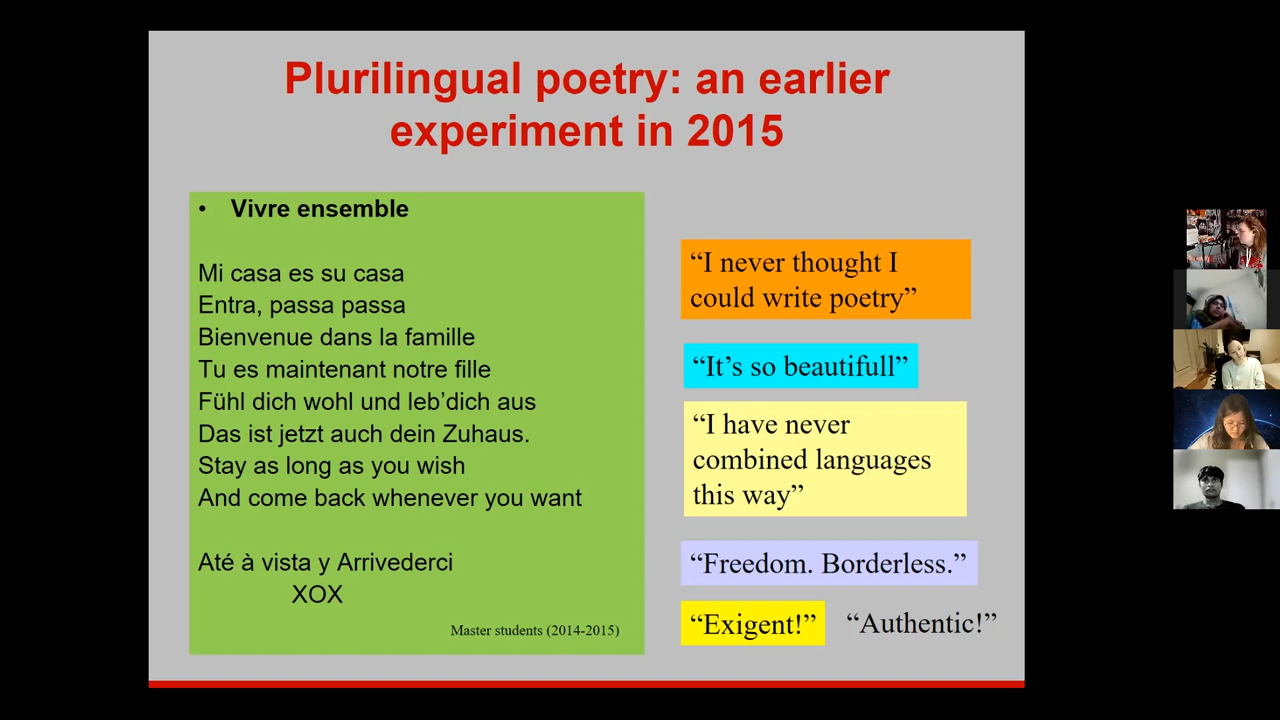 Plurilingual poetry: an earlier
experiment in 2015
• Vivre ensemble
Mi casa es su casa
Entra, passa passa
Bienvenue dans la famille
Tu es maintenant notre fille
Fühl dich wohl und leb’dich aus
Das ist jetzt auch dein Zuhaus.
Stay as long as you wish
And come back whenever you want
Até à vista y Arrivederci
XOX
Master students (2014-2015)
“I never thought I
could write poetry”
“It’s so beautifull”
“I have never
combined languages
this way”
“Freedom. Borderless.”
“Exigent!”
“Authentic!”